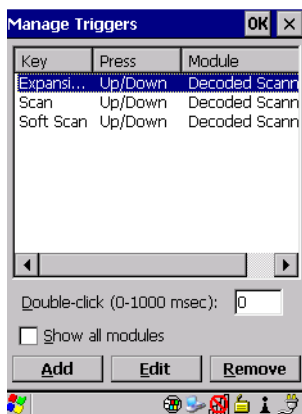 Manage Triggers OK
Key Press Module
Expansi... Up/Down Decoded Scann
Scan Up/Down Decoded Scann
Soft Scan Up/Down Decoded Scann
Double-click (0-1000 msec): 0
Show all modules
Add Edit Remove